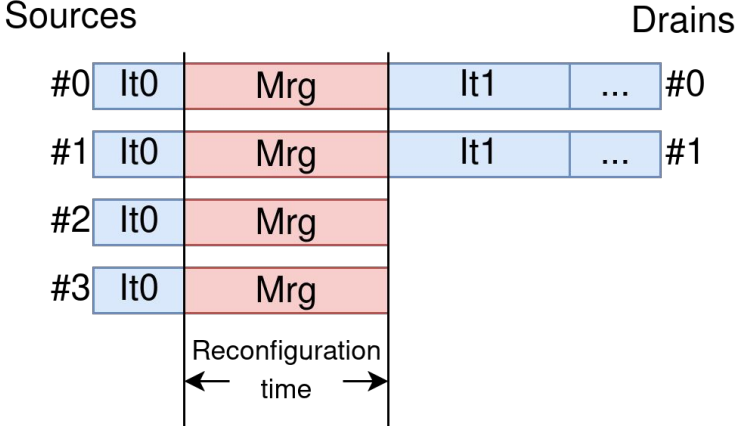 Sources
Drains
#0 It0 Mrg It1 ... #0
#1 It0 Mrg It1 ... #1
#2 It0 Mrg
#3 It0 Mrg
Reconfiguration
time